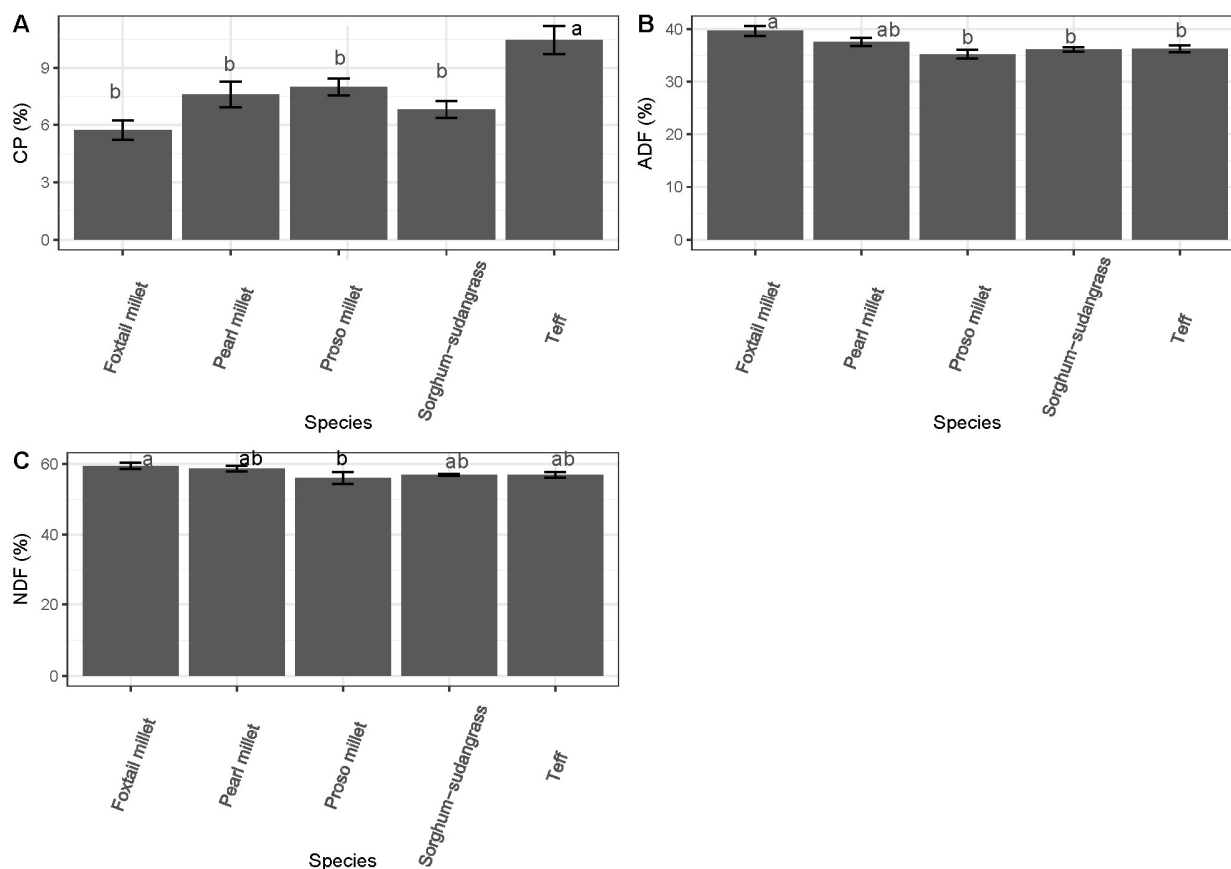 A
CP (%)
9
6
3
0
b
b
b
b
a
Foxtail millet
Pearl millet
Proso millet
Sorghum−sudangrass
Teff
Species
B
ADF (%)
40
30
20
10
0
a
ab
b
b
b
Foxtail millet
Pearl millet
Proso millet
Sorghum−sudangrass
Teff
Species
C
NDF (%)
60
40
20
0
a
ab
b
ab
ab
Foxtail millet
Pearl millet
Proso millet
Sorghum−sudangrass
Teff
Species